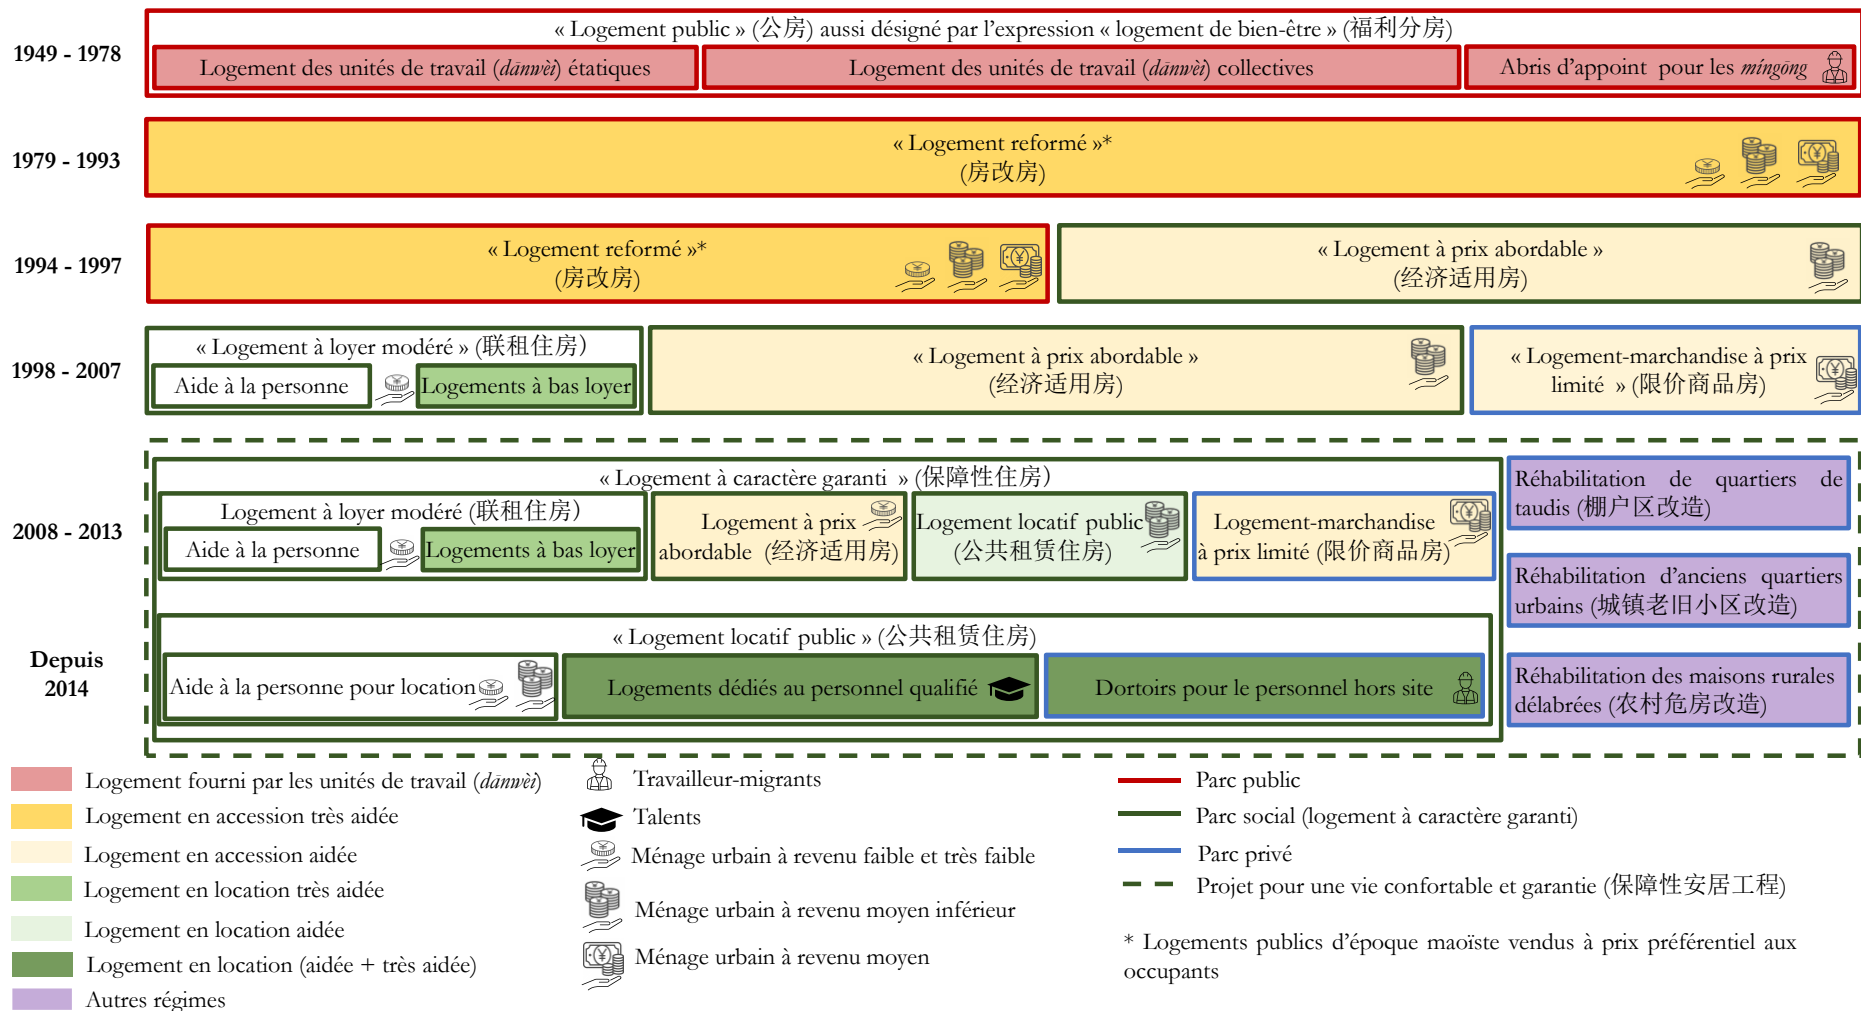 « Logement public » (公房) aussi désigné par l'expression « logement de bien-être » (福利分房)
1949 - 1978
Logement des unités de travail (dānwèi) étatiques
Logement des unités de travail (dānwèi) collectives
Abris d'appoint pour les míngōng
1979 - 1993
« Logement reformé »*
(房改房)
1994 - 1997
« Logement reformé »*
(房改房)
« Logement à prix abordable »
(经济适用房)
1998 - 2007
« Logement à loyer modéré » (联租住房)
Aide à la personne
Logements à bas loyer
« Logement à prix abordable »
(经济适用房)
« Logement-marchandise à prix
limité » (限价商品房)
2008 - 2013
« Logement à caractère garanti » (保障性住房)
Logement à loyer modéré (联租住房)
Aide à la personne
Logements à bas loyer
Logement à prix
abordable (经济适用房)
Logement locatif public
(公共租赁住房)
Logement-marchandise
à prix limité (限价商品房)
Réhabilitation de quartiers de
taudis (棚户区改造)
Réhabilitation d'anciens quartiers
urbains (城镇老旧小区改造)
Réhabilitation des maisons rurales
délabrées (农村危房改造)
Depuis
2014
« Logement locatif public » (公共租赁住房)
Aide à la personne pour location
Logements dédiés au personnel qualifié
Dortoirs pour le personnel hors site
Logement fourni par les unités de travail (dānwèi)
Logement en accession très aidée
Logement en accession aidée
Logement en location très aidée
Logement en location aidée
Logement en location (aidée + très aidée)
Autres régimes
Travailleur-migrants
Talents
Ménage urbain à revenu faible et très faible
Ménage urbain à revenu moyen inférieur
Ménage urbain à revenu moyen
Parc public
Parc social (logement à caractère garanti)
Parc privé
Projet pour une vie confortable et garantie (保障性安居工程)
* Logements publics d'époque maoïste vendus à prix préférentiel aux
occupants